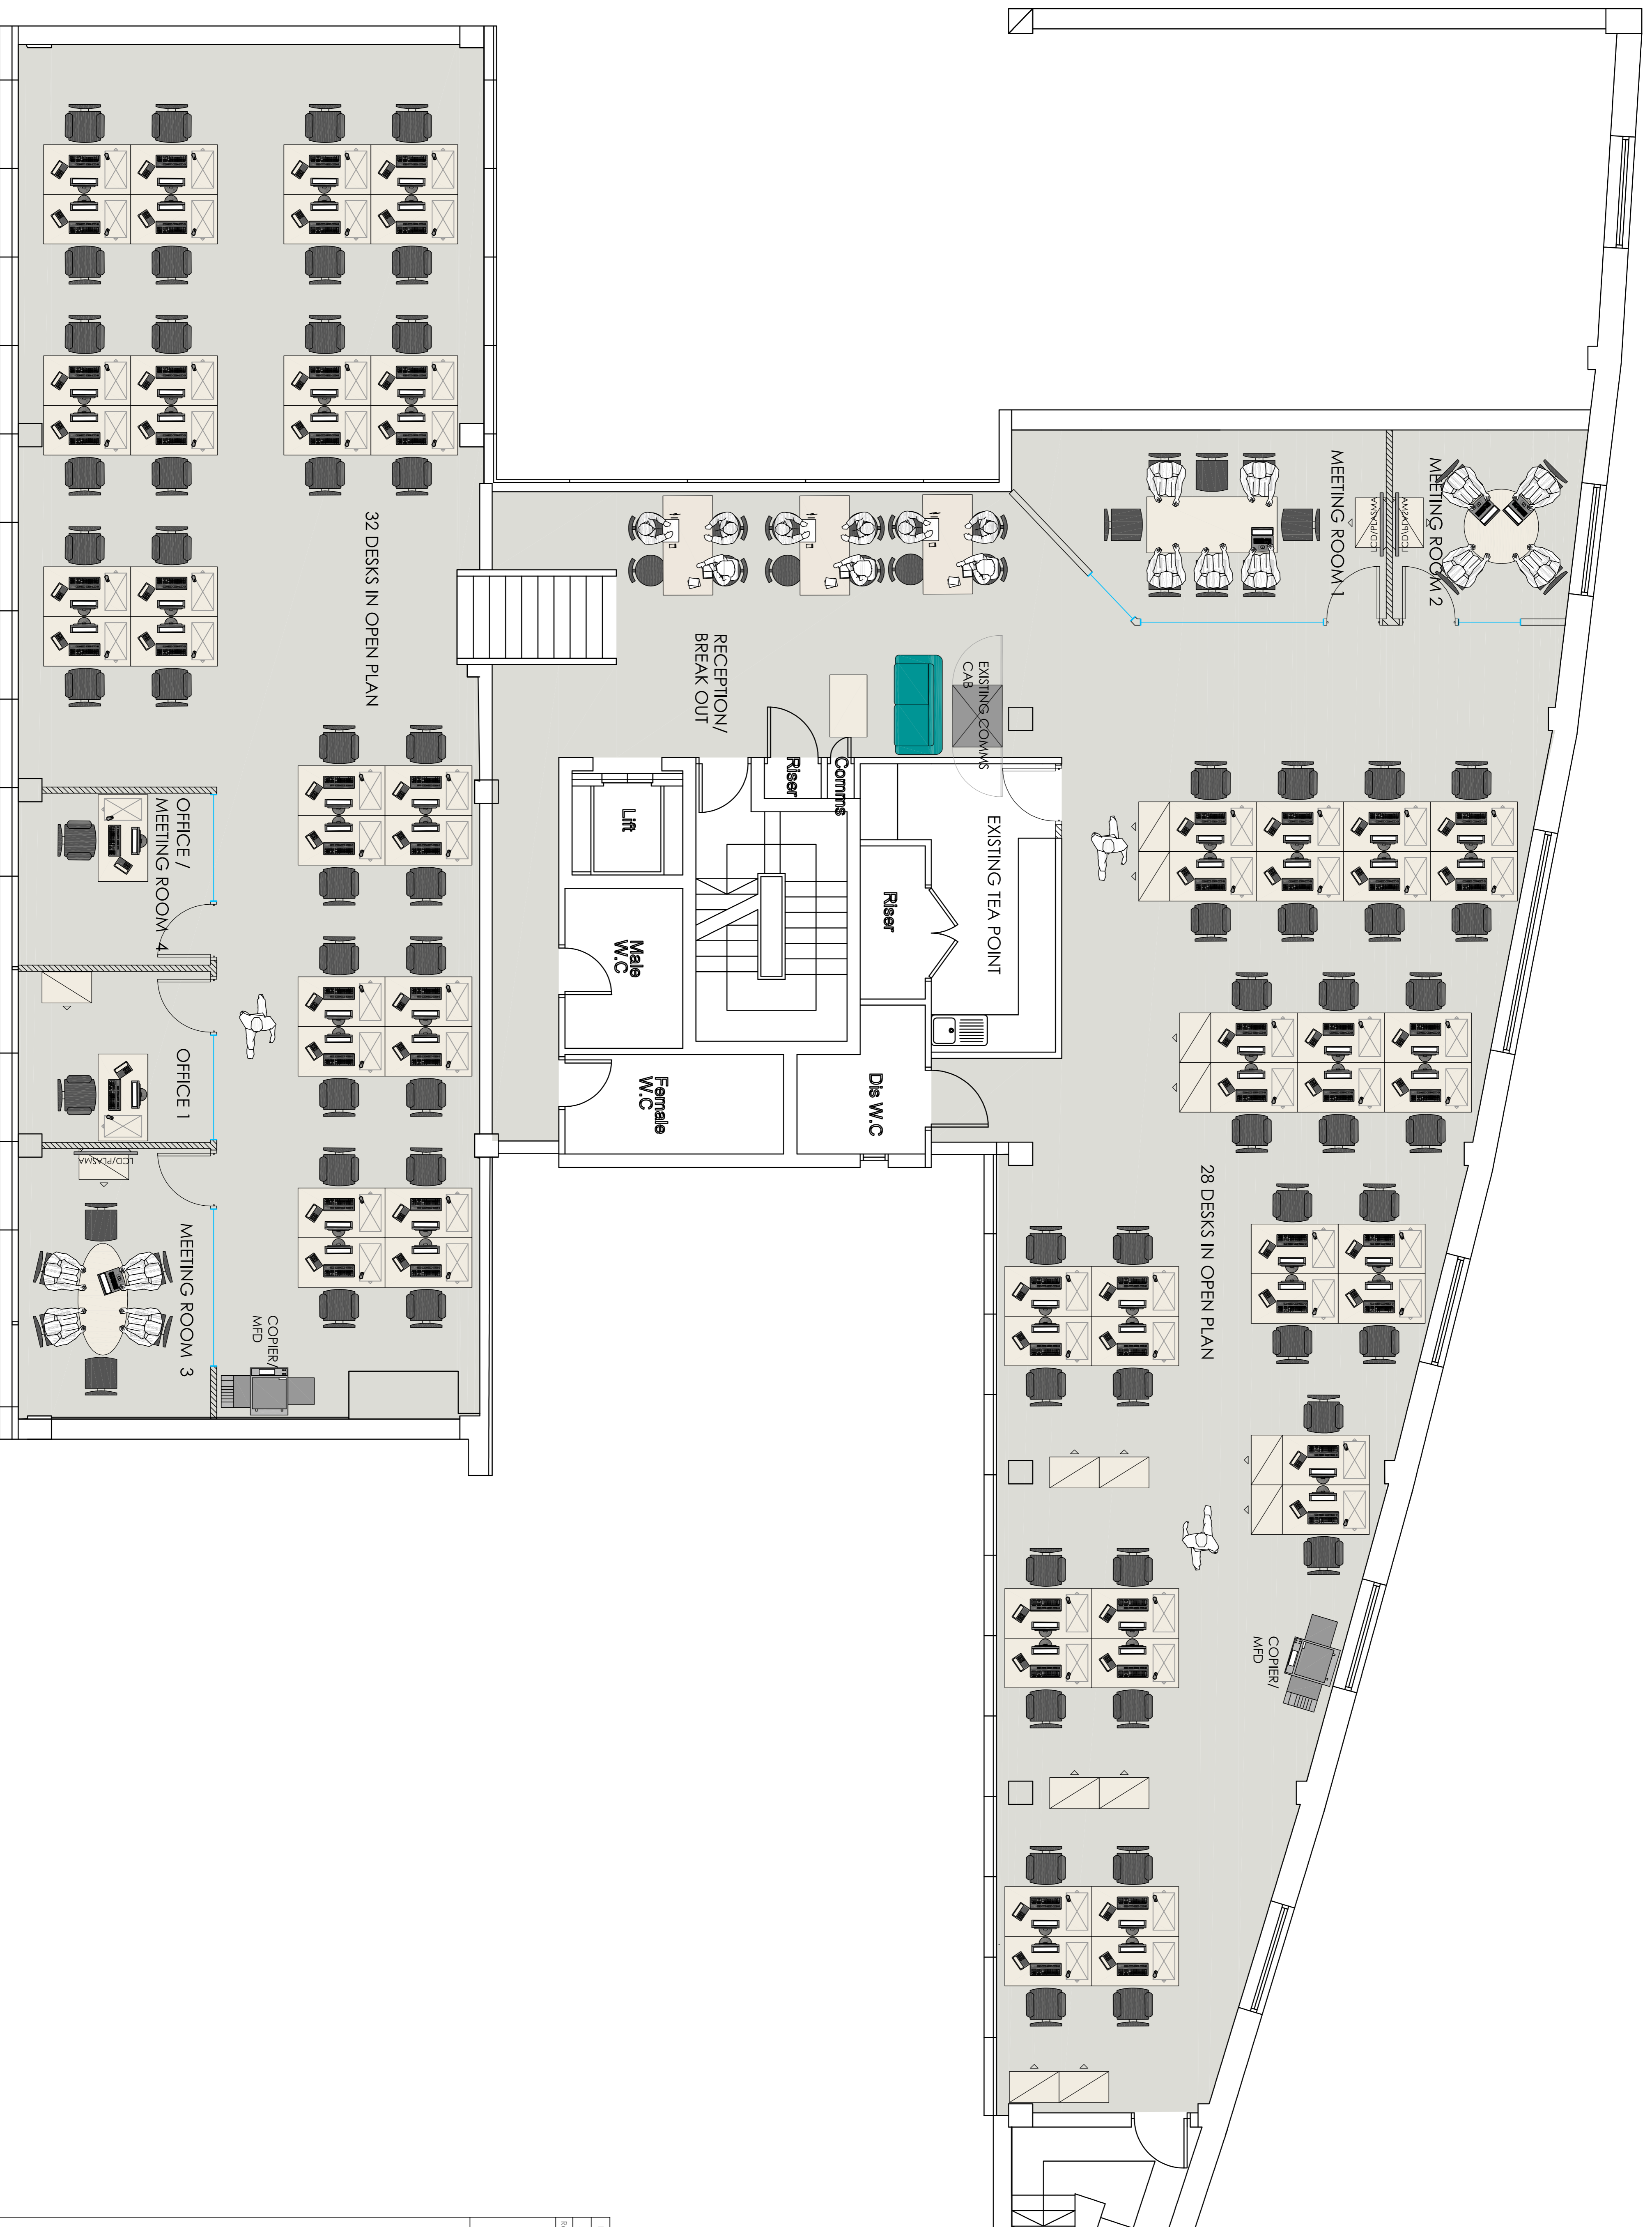 MEETING ROOM 1
MEETING ROOM 2
LCD/PLASMA
LCD/PLASMA
32 DESKS IN OPEN PLAN
RECEPTION/
BREAK OUT
EXISTING COMMS
CAB
Riser
Comms
Lift
EXISTING TEA POINT
Riser
Male
W.C
Female
W.C
Dis W.C
OFFICE /
MEETING ROOM 4
OFFICE 1
LCD/PLASMA
MEETING ROOM 3
COPIER/
MFD
28 DESKS IN OPEN PLAN
COPIER/
MFD